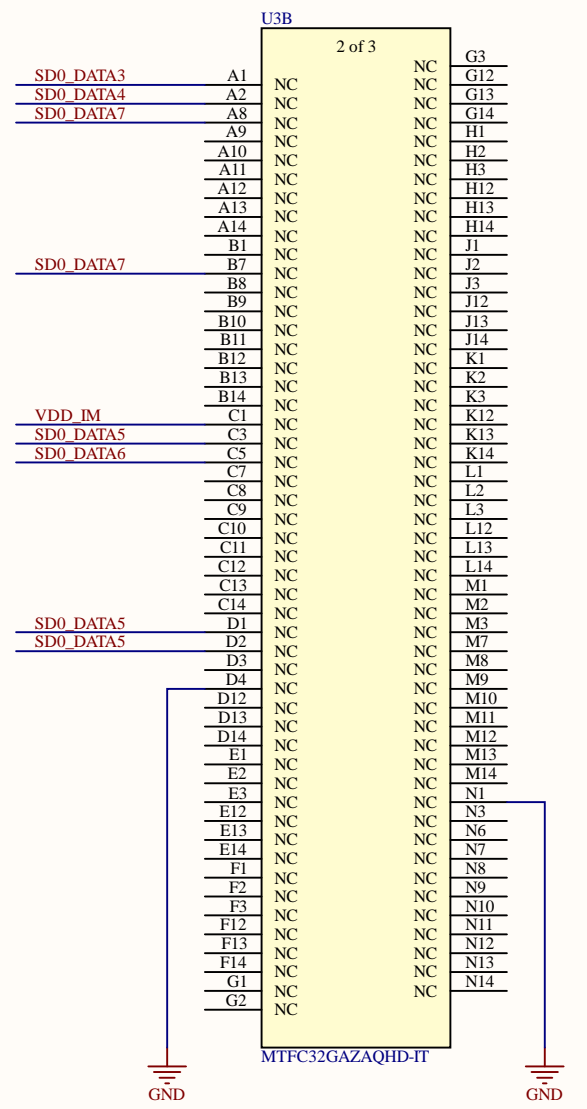 U3B
2 of 3
NC G3
SD0_DATA3 A1 NC NC G12
SD0_DATA4 A2 NC NC G13
SD0_DATA7 A8 NC NC G14
A9 NC NC H1
A10 NC NC H2
A11 NC NC H3
A12 NC NC H12
A13 NC NC H13
A14 NC NC H14
B1 NC NC J1
SD0_DATA7 B7 NC NC J2
B8 NC NC J3
B9 NC NC J12
B10 NC NC J13
B11 NC NC J14
B12 NC NC K1
B13 NC NC K2
B14 NC NC K3
VDD_IM C1 NC NC K12
SD0_DATA5 C3 NC NC K13
SD0_DATA6 C5 NC NC K14
C7 NC NC L1
C8 NC NC L2
C9 NC NC L3
C10 NC NC L12
C11 NC NC L13
C12 NC NC L14
C13 NC NC M1
C14 NC NC M2
SD0_DATA5 D1 NC NC M3
SD0_DATA5 D2 NC NC M7
D3 NC NC M8
D4 NC NC M9
D12 NC NC M10
D13 NC NC M11
D14 NC NC M12
E1 NC NC M13
E2 NC NC M14
E3 NC NC N1
E12 NC NC N3
E13 NC NC N6
E14 NC NC N7
F1 NC NC N8
F2 NC NC N9
F3 NC NC N10
F12 NC NC N11
F13 NC NC N12
F14 NC NC N13
G1 NC NC N14
G2 NC
MTFC32GAZAQHD-IT
GND GND